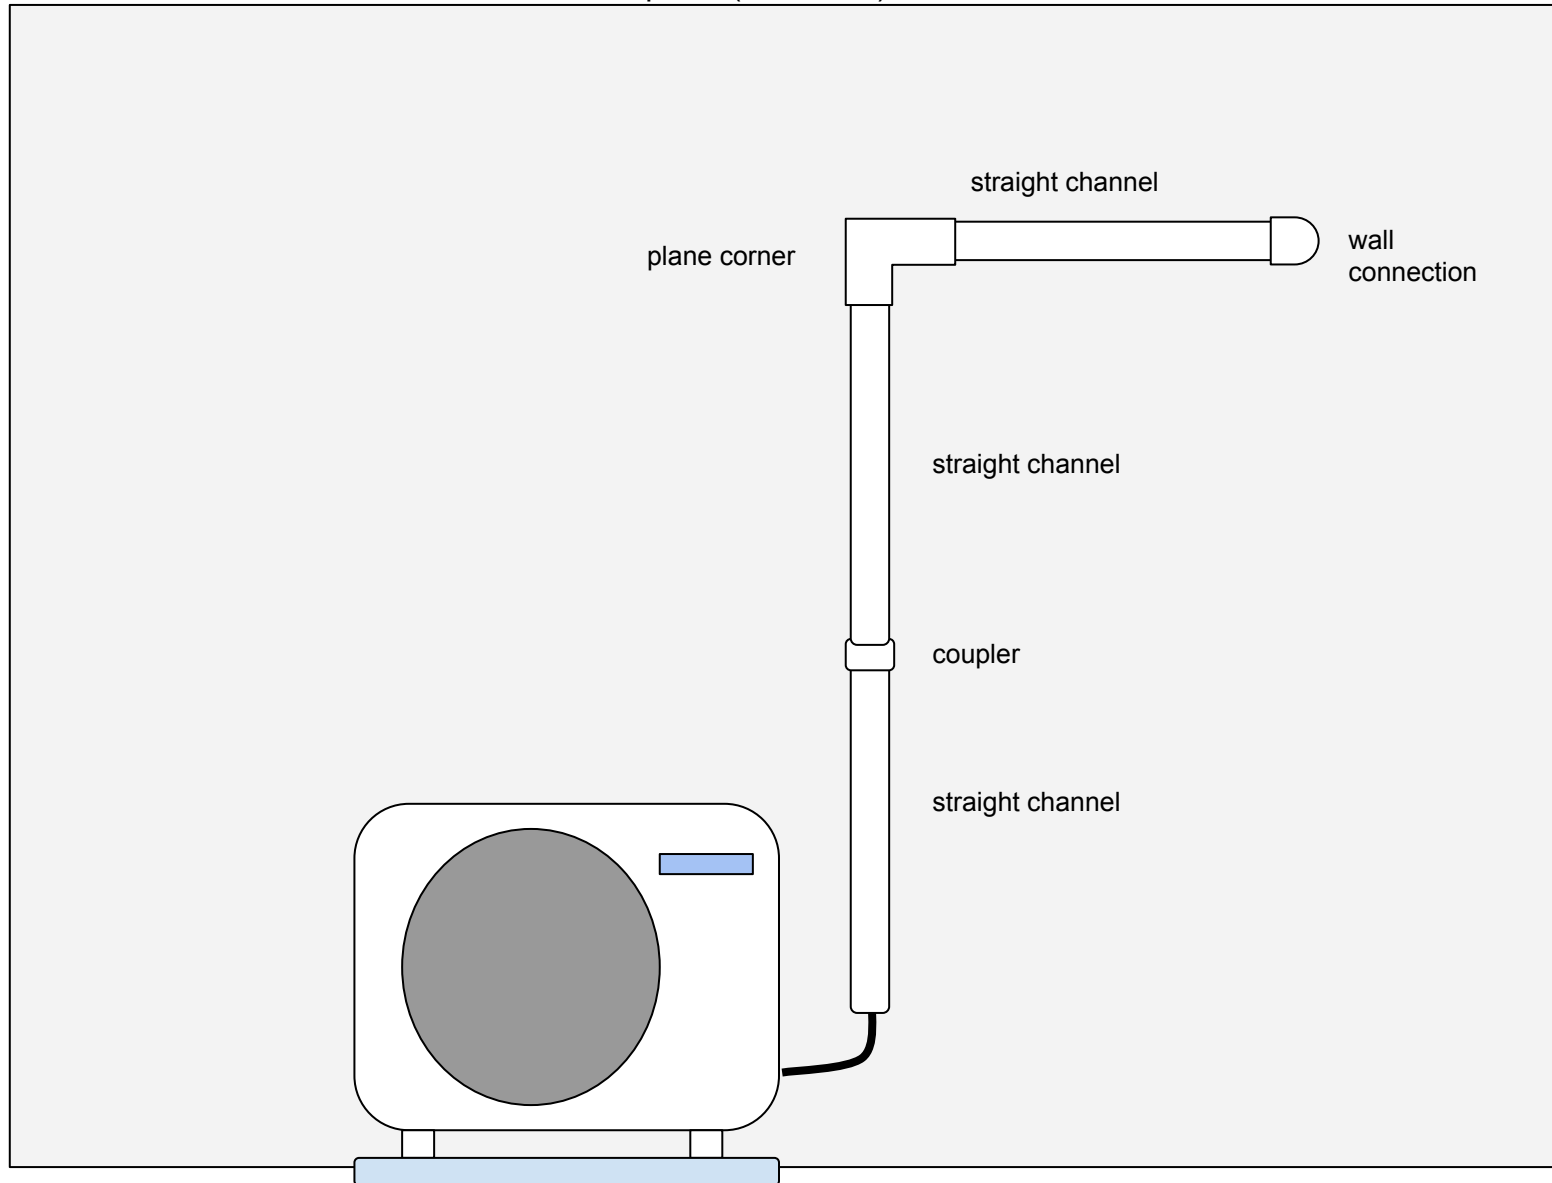 straight channel
plane corner
wall
connection
straight channel
coupler
straight channel